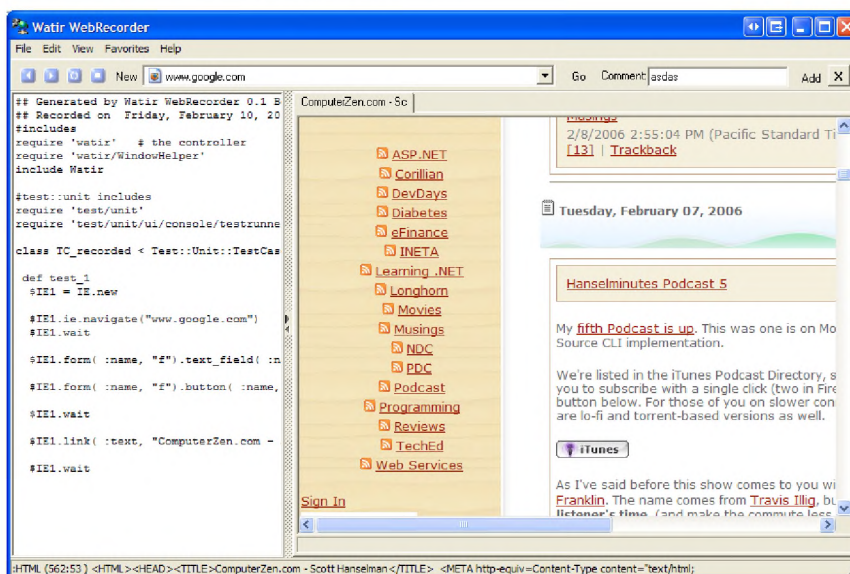 Watir WebRecorder
File Edit View Favorites Help
New www.google.com Go Comment asdas Add X
## Generated by Watir WebRecorder 0.1 B
## Recorded on Friday, February 10, 20
#includes
require 'watir' # the controller
require 'watir/WindowHelper'
include Watir
#test::unit includes
require 'test/unit'
require 'test/unit/ui/console/testrunne
class TC_recorded < Test::Unit::TestCas
def test_1
$IE1 = IE.new
$IE1.ie.navigate("www.google.com")
$IE1.wait
$IE1.form( :name, "f").text_field( :n
$IE1.form( :name, "f").button( :name,
$IE1.wait
$IE1.link( :text, "ComputerZen.com -
$IE1.wait
ComputerZen.com - Sc
ASP.NET
Corillian
DevDays
Diabetes
eFinance
INETA
Learning .NET
Longhorn
Movies
Musings
NDC
PDC
Podcast
Programming
Reviews
TechEd
Web Services
Sign In
Musings
2/8/2006 2:55:04 PM (Pacific Standard Ti
[13] | Trackback
Tuesday, February 07, 2006
Hanselminutes Podcast 5
My fifth Podcast is up. This was one is on Mo
Source CLI implementation.
We're listed in the iTunes Podcast Directory, s
you to subscribe with a single click (two in Fire
button below. For those of you on slower con
are lo-fi and torrent-based versions as well.
iTunes
As I've said before this show comes to you wi
Franklin. The name comes from Travis Illig, bu
listener's time (and make the commute less
:HTML (562:53 ) <HTML><HEAD><TITLE>ComputerZen.com - Scott Hanselman</TITLE> <META http-equiv=Content-Type content="text/html;